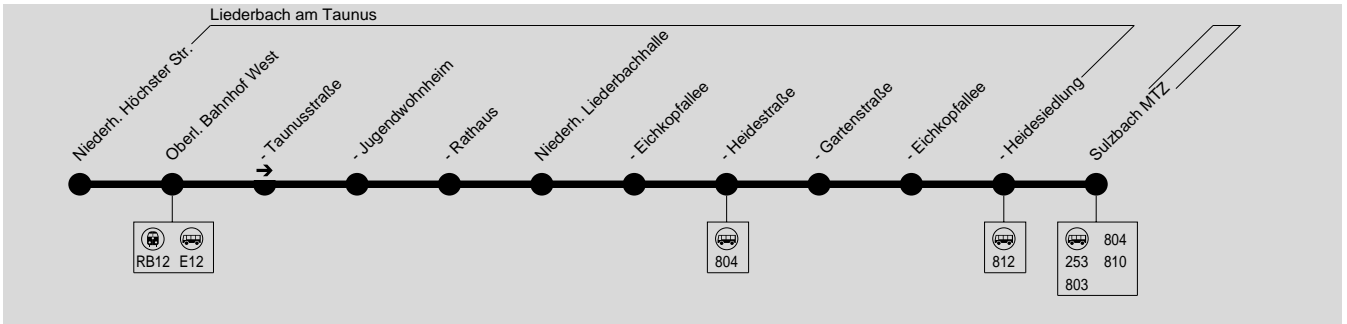 Liederbach am Taunus
Niederh. Höchster Str.
Oberl. Bahnhof West
- Taunusstraße
- Jugendwohnheim
- Rathaus
Niederh. Liederbachhalle
- Eichkopfallee
- Heidestraße
- Gartenstraße
- Eichkopfallee
- Heidesiedlung
Sulzbach MTZ
RB12 E12
804
812
804
253 810
803